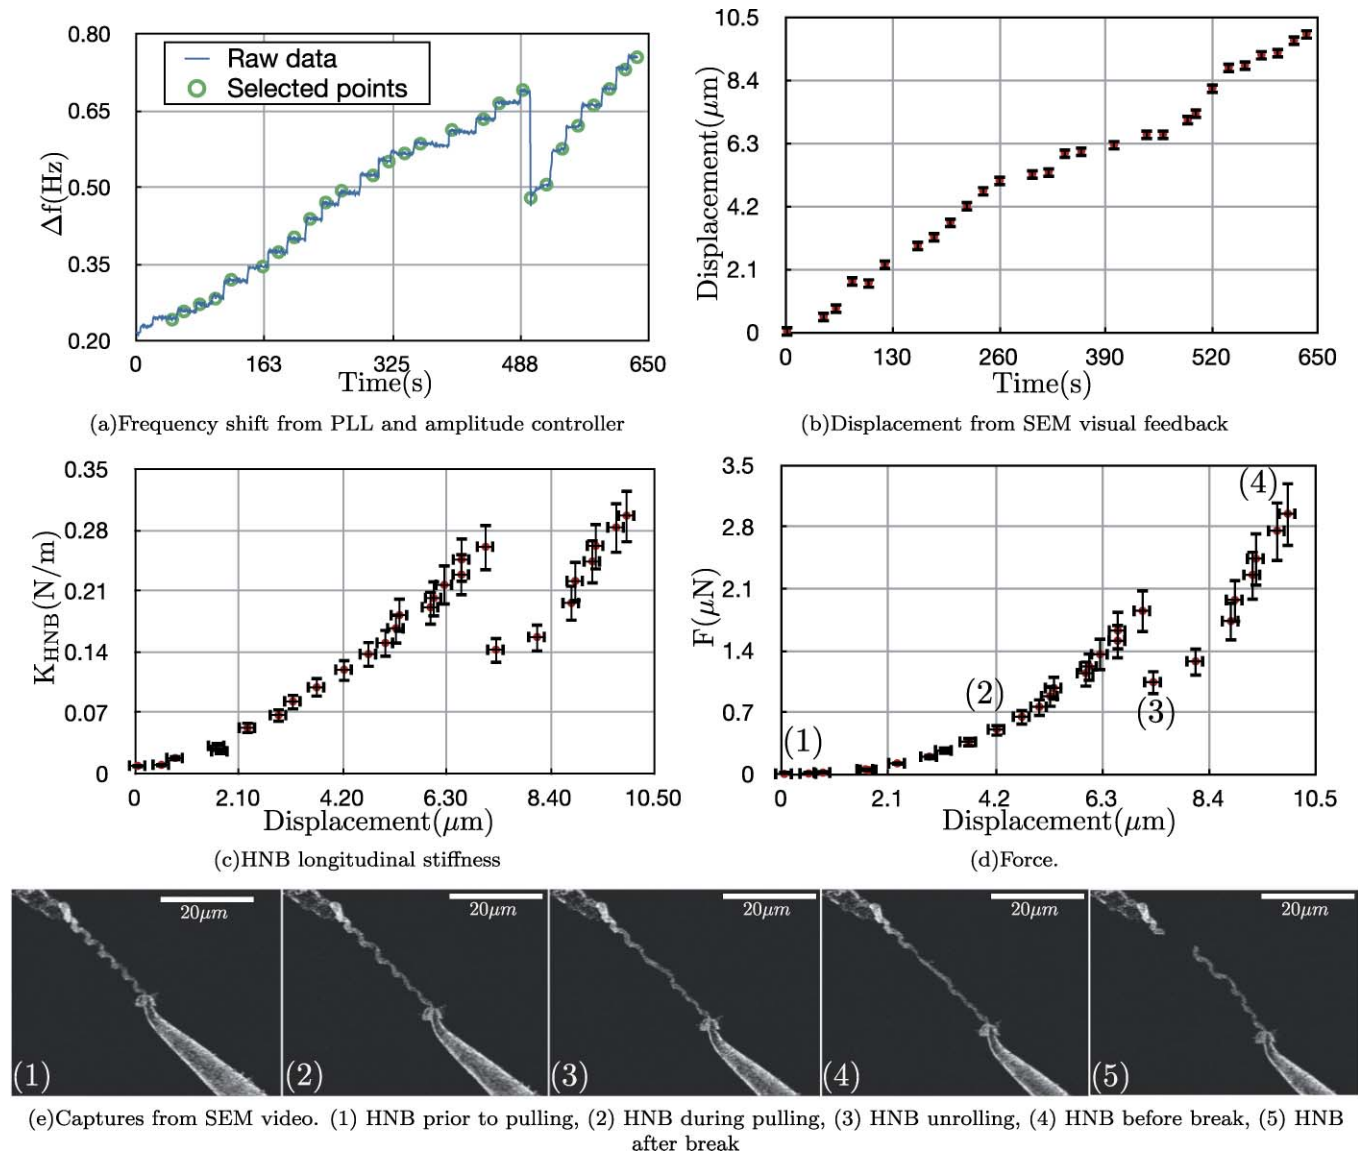 0.80
0.65
0.50
0.35
0.20
Δf(Hz)
Raw data
Selected points
0 163 325 488 650
Time(s)
(a)Frequency shift from PLL and amplitude controller
10.5
8.4
6.3
4.2
2.1
0
Displacement(μm)
0 130 260 390 520 650
Time(s)
(b)Displacement from SEM visual feedback
0.35
0.28
0.21
0.14
0.07
0
K_HNB(N/m)
0 2.10 4.20 6.30 8.40 10.50
Displacement(μm)
(c)HNB longitudinal stiffness
3.5
2.8
2.1
1.4
0.7
0
F(μN)
(1)
(2)
(3)
(4)
0 2.1 4.2 6.3 8.4 10.5
Displacement(μm)
(d)Force.
20μm 20μm 20μm 20μm 20μm
(1) (2) (3) (4) (5)
(e)Captures from SEM video. (1) HNB prior to pulling, (2) HNB during pulling, (3) HNB unrolling, (4) HNB before break, (5) HNB
after break